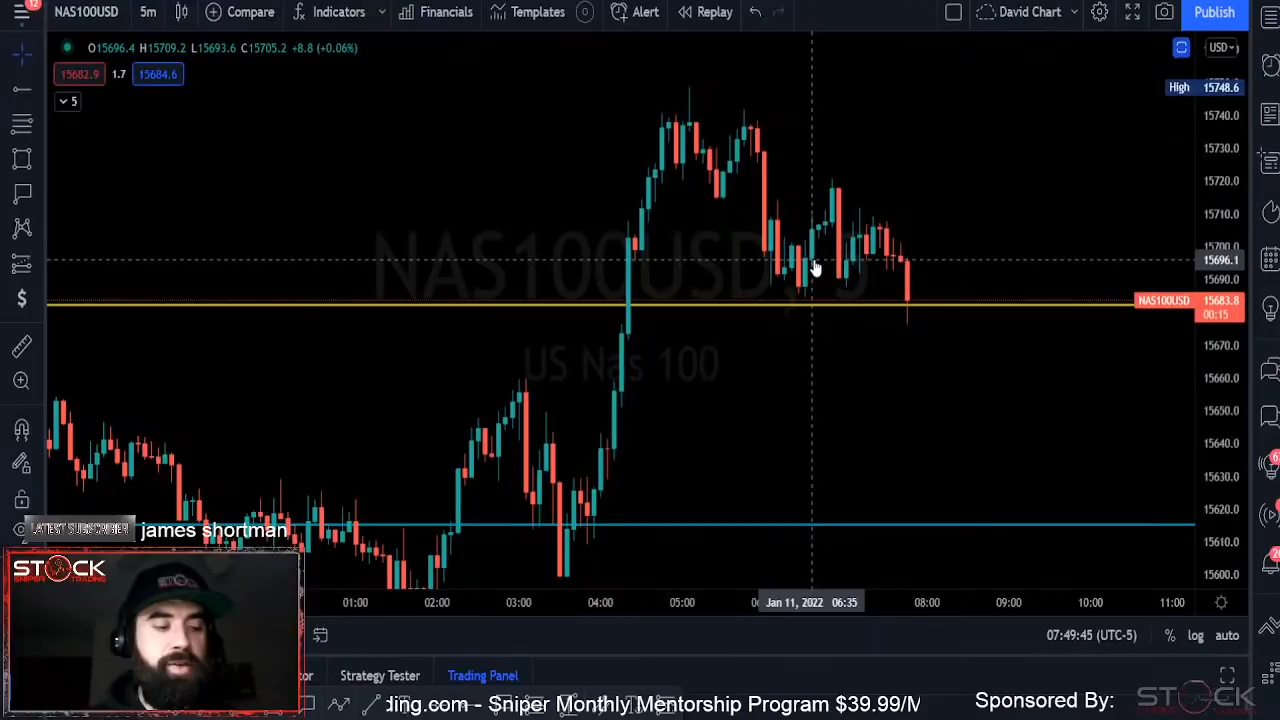 12
NAS100USD 5m Compare Indicators Financials Templates Alert Replay David Chart Publish
O15696.4 H15709.2 L15693.6 C15705.2 +8.8 (+0.06%)
USD
15682.9 1.7 15684.6
5
High 15748.6
15740.0
15730.0
15720.0
15710.0
15700.0
15696.1
15690.0
NAS100USD 15683.8
00:15
15670.0
15660.0
15650.0
15640.0
15630.0
15620.0
15610.0
15600.0
NAS100USD, 5
US Nas 100
LATEST SUBSCRIBER james shortman
STOCK
SNIPER TRADING
01:00 02:00 03:00 04:00 05:00 Jan 11, 2022 06:35 08:00 09:00 10:00 11:00
07:49:45 (UTC-5) % log auto
Strategy Tester Trading Panel
ding.com - Sniper Monthly Mentorship Program $39.99/M
Sponsored By:
STOCK